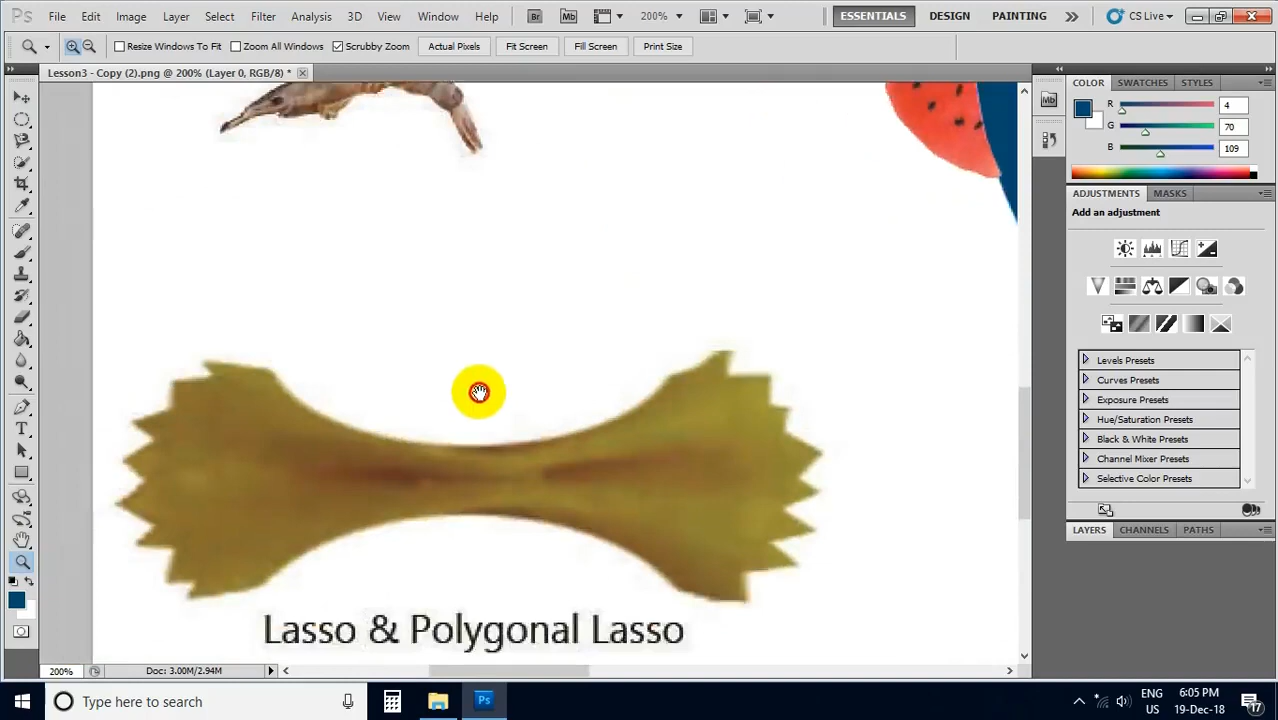 Ps File Edit Image Layer Select Filter Analysis 3D View Window Help Br Mb 200% ESSENTIALS DESIGN PAINTING CS Live
Resize Windows To Fit Zoom All Windows Scrubby Zoom Actual Pixels Fit Screen Fill Screen Print Size
Lesson3 - Copy (2).png @ 200% (Layer 0, RGB/8) *
COLOR SWATCHES STYLES
R 4
G 70
B 109
ADJUSTMENTS MASKS
Add an adjustment
Levels Presets
Curves Presets
Exposure Presets
Hue/Saturation Presets
Black & White Presets
Channel Mixer Presets
Selective Color Presets
LAYERS CHANNELS PATHS
Lasso & Polygonal Lasso
200% Doc: 3.00M/2.94M
Type here to search
ENG 6:05 PM
US 19-Dec-18 17